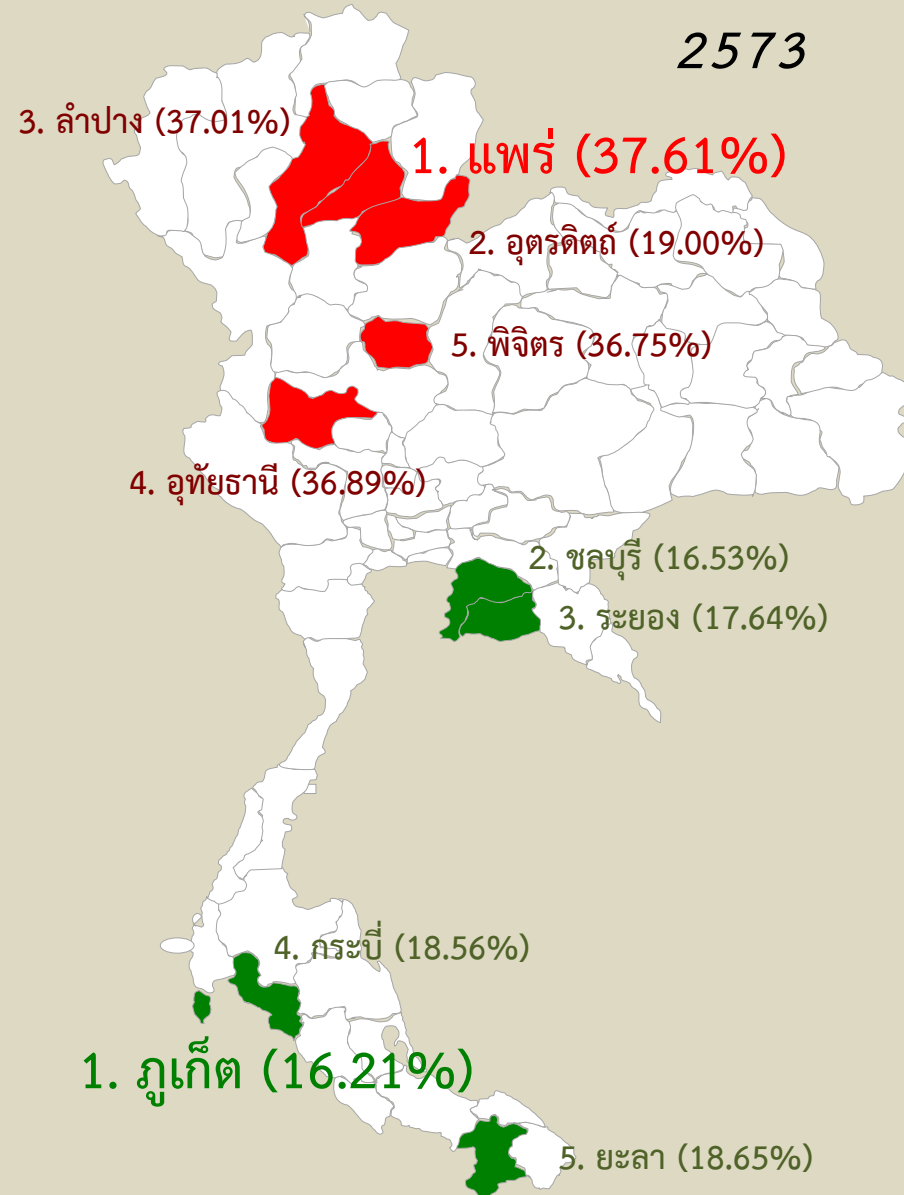 2573
3. ลำปาง (37.01%)
1. แพร่ (37.61%)
2. อุตรดิตถ์ (19.00%)
5. พิจิตร (36.75%)
4. อุทัยธานี (36.89%)
2. ชลบุรี (16.53%)
3. ระยอง (17.64%)
4. กระบี่ (18.56%)
1. ภูเก็ต (16.21%)
5. ยะลา (18.65%)